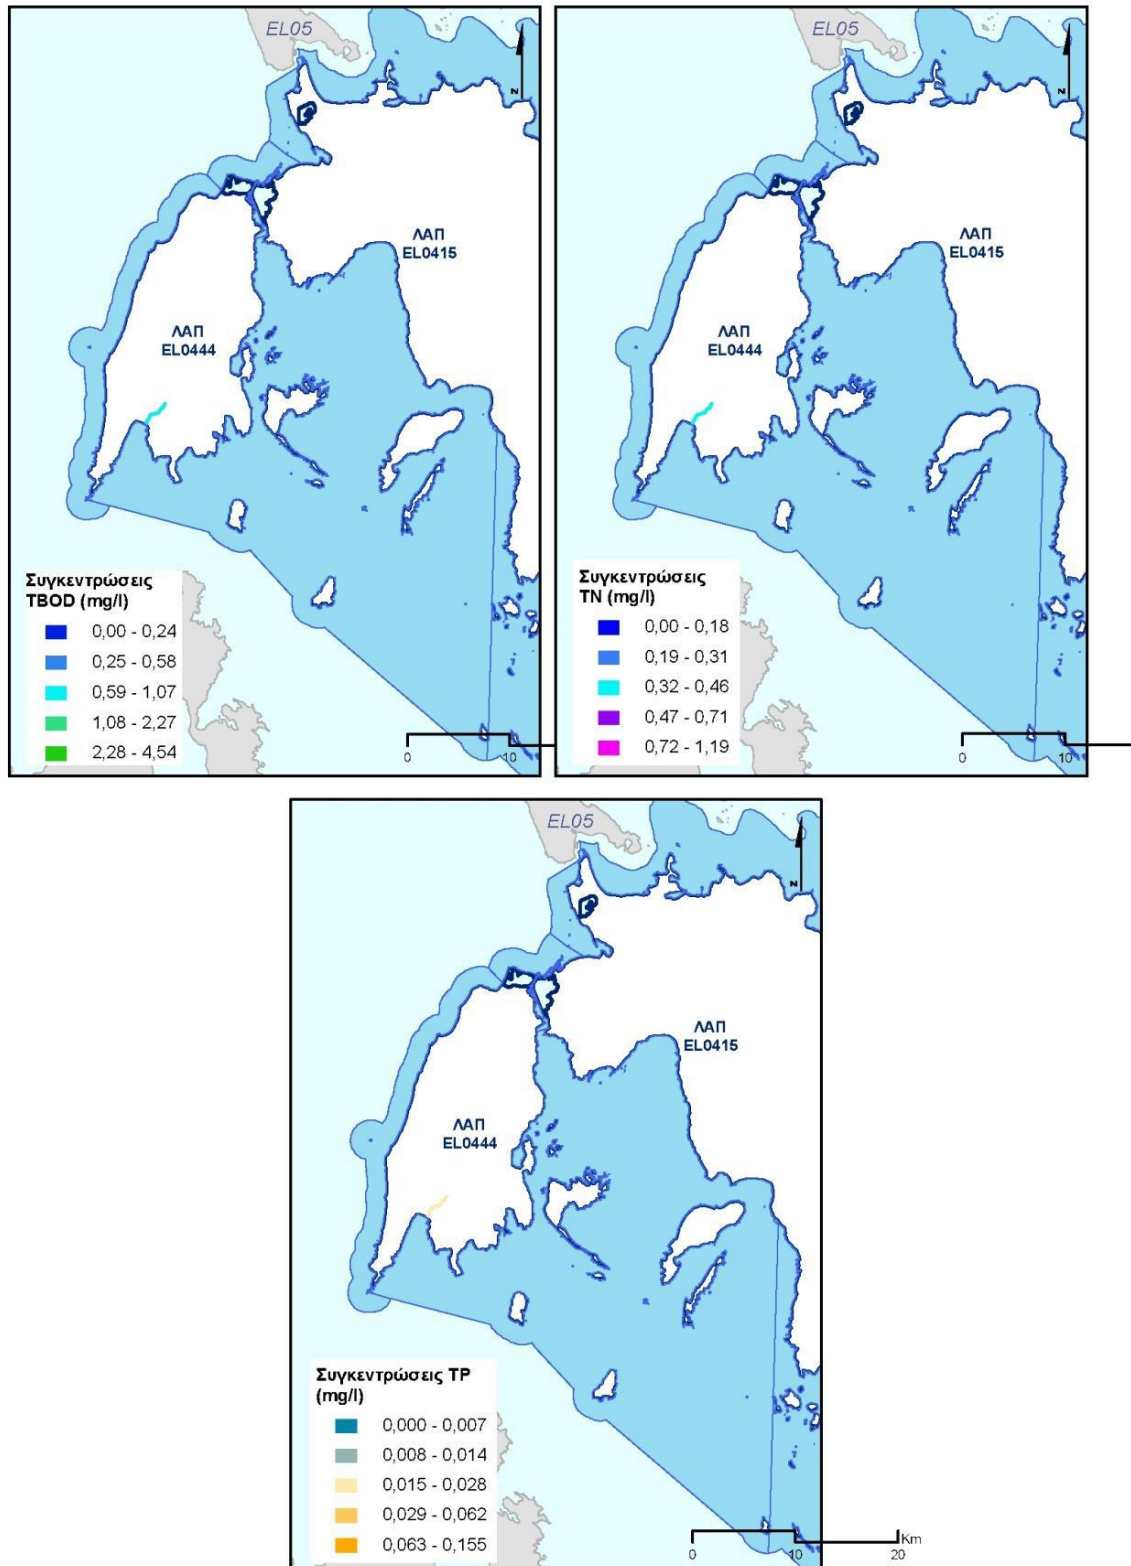 EL05
N
ΛΑΠ
EL0415
ΛΑΠ
EL0444
Συγκεντρώσεις
TBOD (mg/l)
0,00 - 0,24
0,25 - 0,58
0,59 - 1,07
1,08 - 2,27
2,28 - 4,54
0
10
EL05
N
ΛΑΠ
EL0415
ΛΑΠ
EL0444
Συγκεντρώσεις
TN (mg/l)
0,00 - 0,18
0,19 - 0,31
0,32 - 0,46
0,47 - 0,71
0,72 - 1,19
0
10
EL05
N
ΛΑΠ
EL0415
ΛΑΠ
EL0444
Συγκεντρώσεις TP
(mg/l)
0,000 - 0,007
0,008 - 0,014
0,015 - 0,028
0,029 - 0,062
0,063 - 0,155
Km
0
10
20